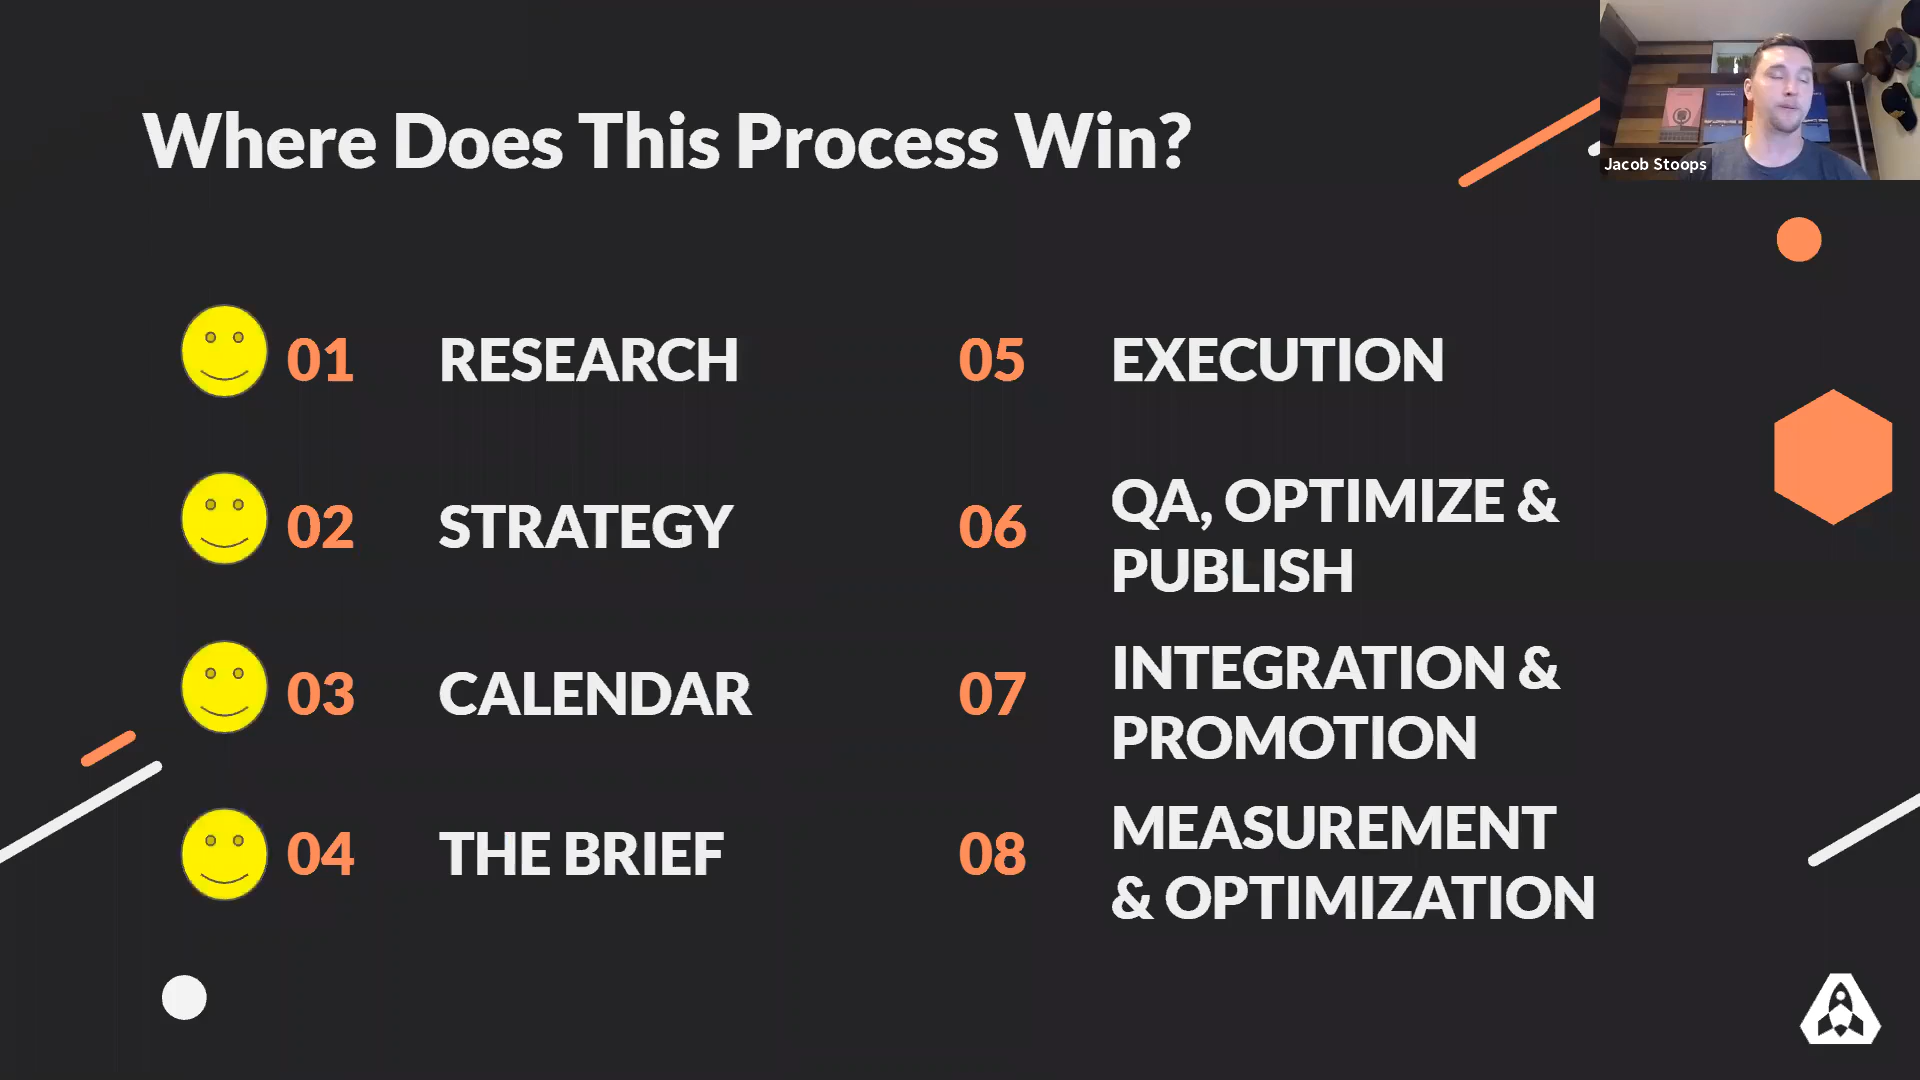 Where Does This Process Win?
Jacob Stoops
01 RESEARCH
02 STRATEGY
03 CALENDAR
04 THE BRIEF
05 EXECUTION
06 QA, OPTIMIZE &
PUBLISH
07 INTEGRATION &
PROMOTION
08 MEASUREMENT
& OPTIMIZATION